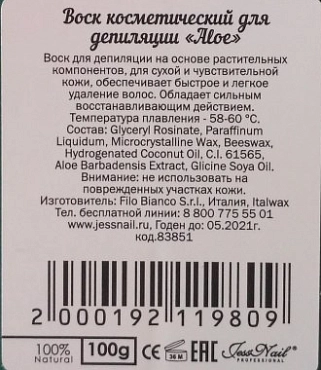 Воск косметический для
депиляции «Aloe»
Воск для депиляции на основе растительных
компонентов, для сухой и чувствительной
кожи, обеспечивает быстрое и легкое
удаление волос. Обладает сильным
восстанавливающим действием.
Температура плавления - 58-60 °С.
Состав: Glyceryl Rosinate, Paraffinum
Liquidum, Microcrystalline Wax, Beeswax,
Hydrogenated Coconut Oil, C.I. 61565,
Aloe Barbadensis Extract, Glicine Soya Oil.
Внимание: не использовать на
поврежденных участках кожи.
Изготовитель: Filo Bianco S.r.l., Италия, Italwax
Тел. бесплатной линии: 8 800 775 55 01
www.jessnail.ru, Годен до: 05.2021г.
код.83851
2 000192 119809
100% Natural 100g CE 36 M EAC JessNail PROFESSIONAL